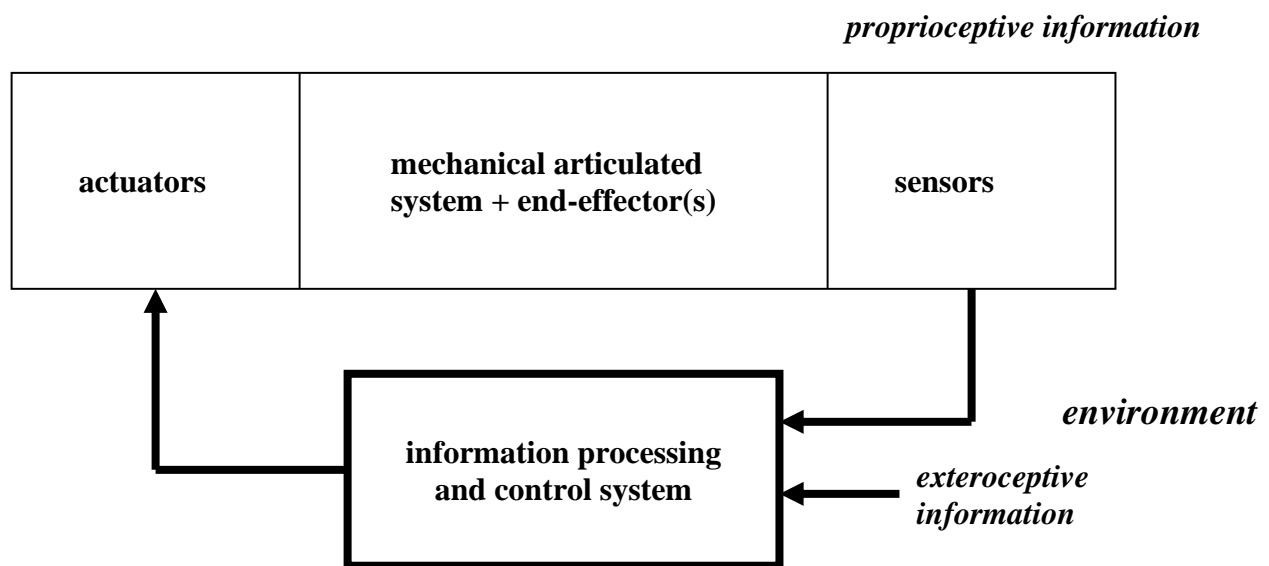 proprioceptive information
actuators
mechanical articulated
system + end-effector(s)
sensors
environment
information processing
and control system
exteroceptive
information